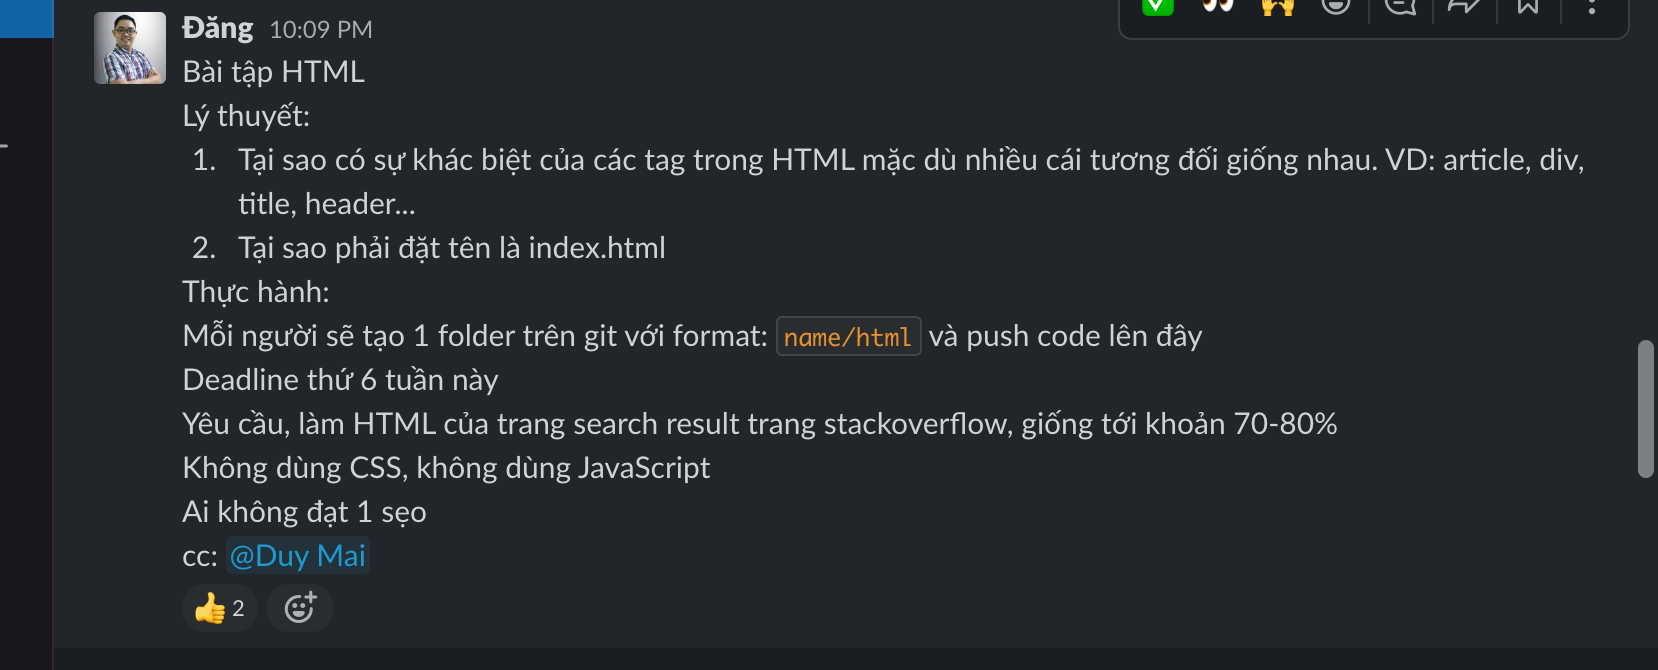 Đăng 10:09 PM
Bài tập HTML
Lý thuyết:
1. Tại sao có sự khác biệt của các tag trong HTML mặc dù nhiều cái tương đối giống nhau. VD: article, div,
title, header...
2. Tại sao phải đặt tên là index.html
Thực hành:
Mỗi người sẽ tạo 1 folder trên git với format: name/html và push code lên đây
Deadline thứ 6 tuần này
Yêu cầu, làm HTML của trang search result trang stackoverflow, giống tới khoản 70-80%
Không dùng CSS, không dùng JavaScript
Ai không đạt 1 sẹo
cc: @Duy Mai
2